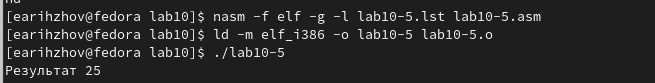 [earihzhov@fedora lab10]$ nasm -f elf -g -l lab10-5.lst lab10-5.asm
[earihzhov@fedora lab10]$ ld -m elf_i386 -o lab10-5 lab10-5.o
[earihzhov@fedora lab10]$ ./lab10-5
Результат 25